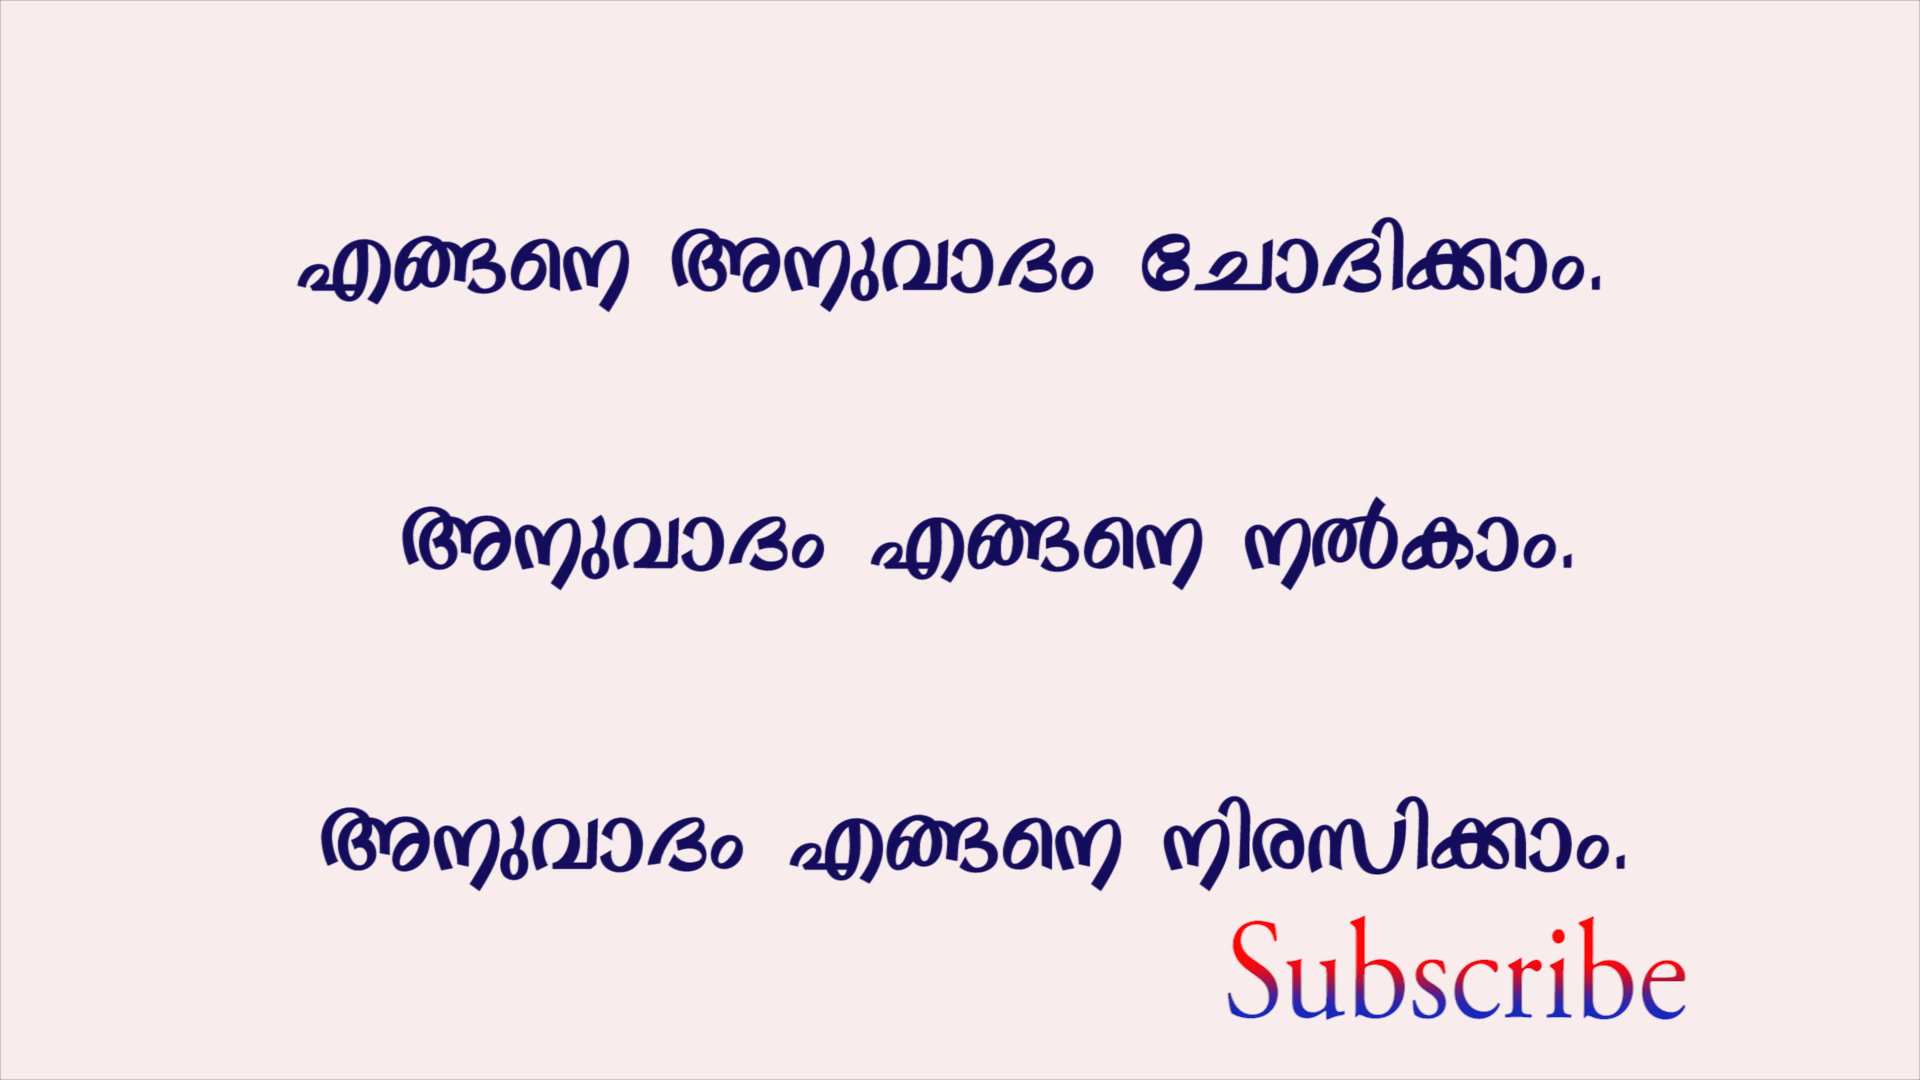 എങ്ങനെ അനുവാദം ചോദിക്കാം.
അനുവാദം എങ്ങനെ നൽകാം.
അനുവാദം എങ്ങനെ നിരസിക്കാം.
Subscribe